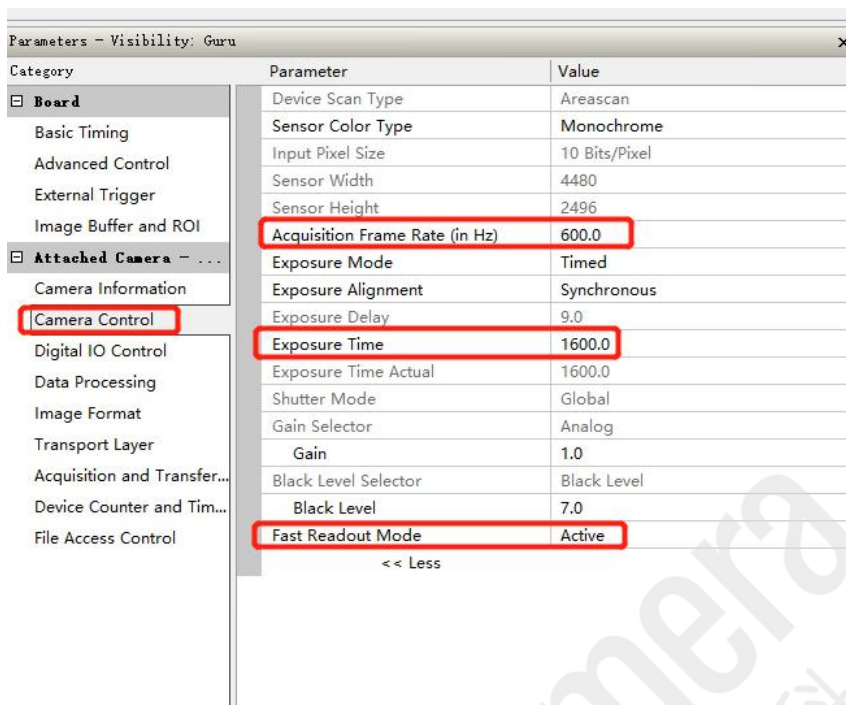 Parameters - Visibility: Guru
Category Parameter Value
Board
Basic Timing
Advanced Control
External Trigger
Image Buffer and ROI
Attached Camera - ...
Camera Information
Camera Control
Digital IO Control
Data Processing
Image Format
Transport Layer
Acquisition and Transfer...
Device Counter and Tim...
File Access Control
Device Scan Type Areascan
Sensor Color Type Monochrome
Input Pixel Size 10 Bits/Pixel
Sensor Width 4480
Sensor Height 2496
Acquisition Frame Rate (in Hz) 600.0
Exposure Mode Timed
Exposure Alignment Synchronous
Exposure Delay 9.0
Exposure Time 1600.0
Exposure Time Actual 1600.0
Shutter Mode Global
Gain Selector Analog
Gain 1.0
Black Level Selector Black Level
Black Level 7.0
Fast Readout Mode Active
<< Less